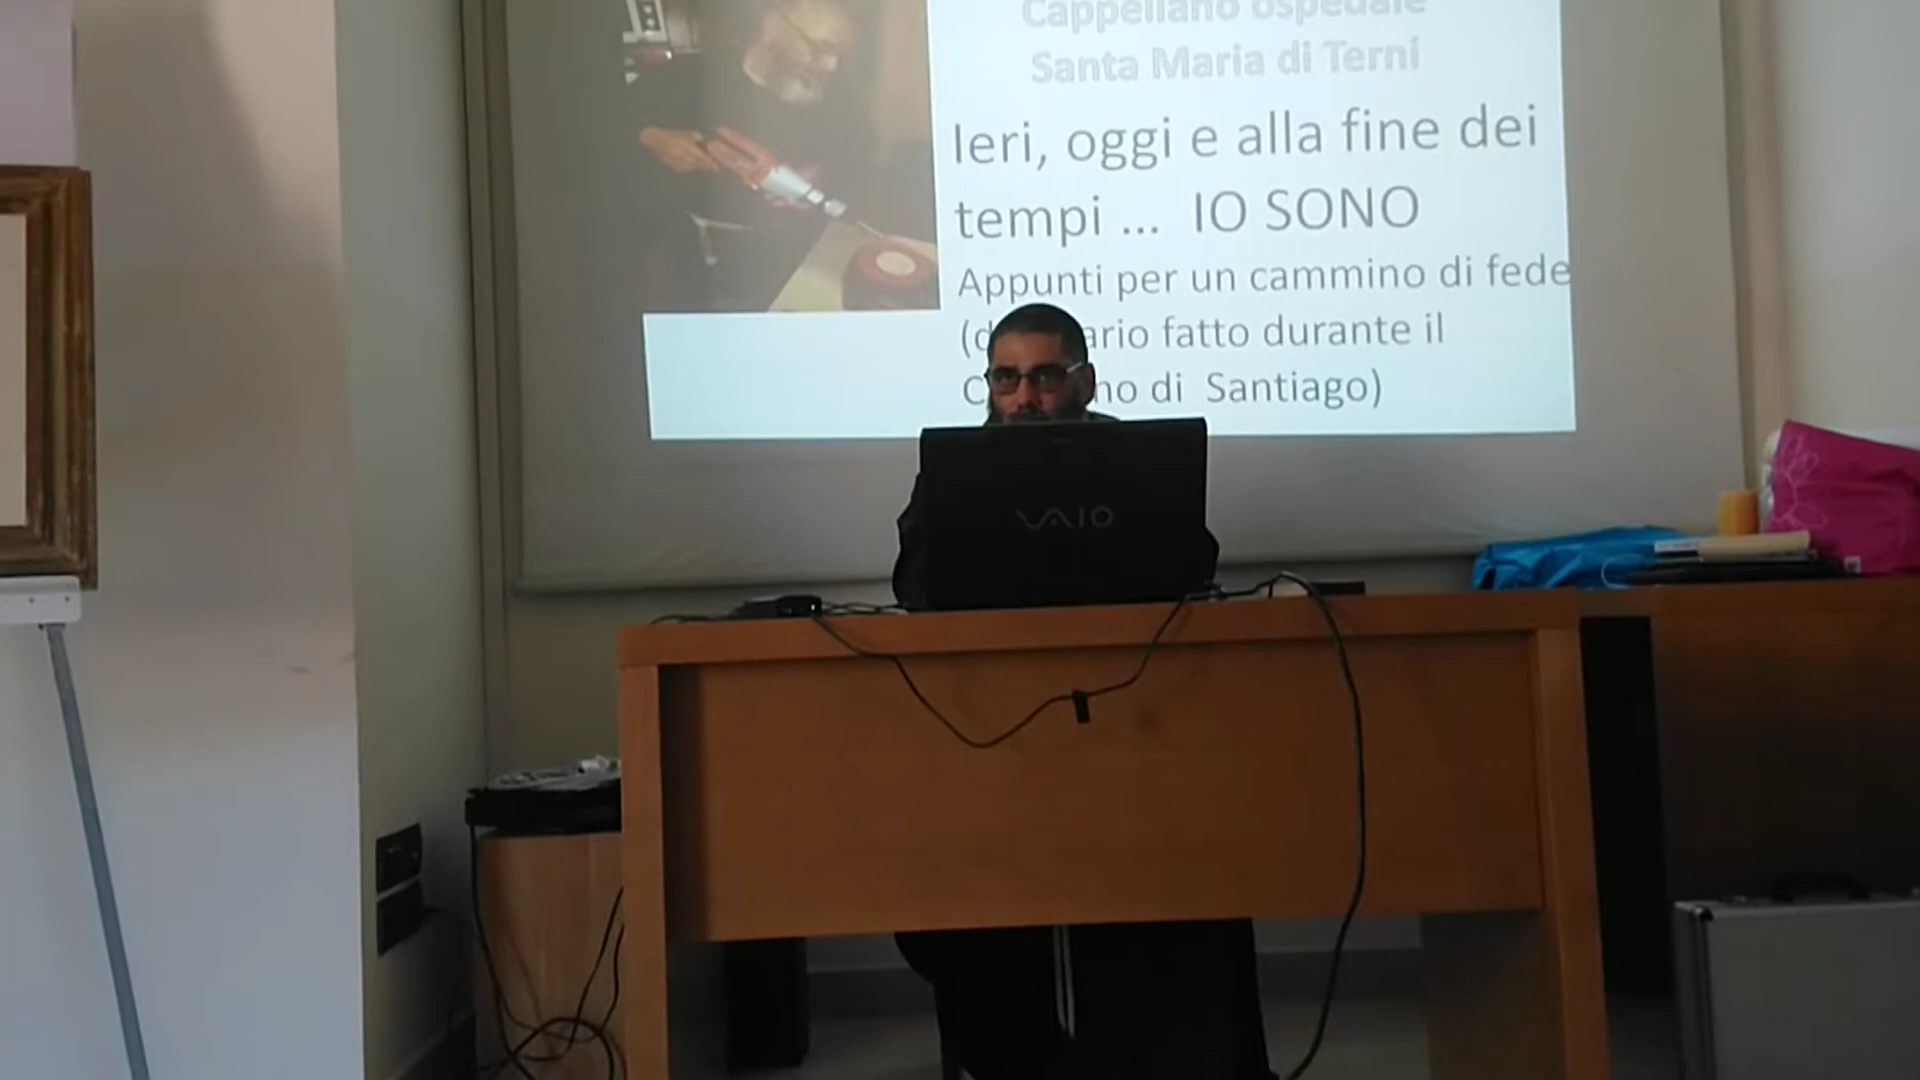 Cappellano ospedale
Santa Maria di Terni
Ieri, oggi e alla fine dei
tempi ... IO SONO
Appunti per un cammino di fede
(d ario fatto durante il
C no di Santiago)
VAIO